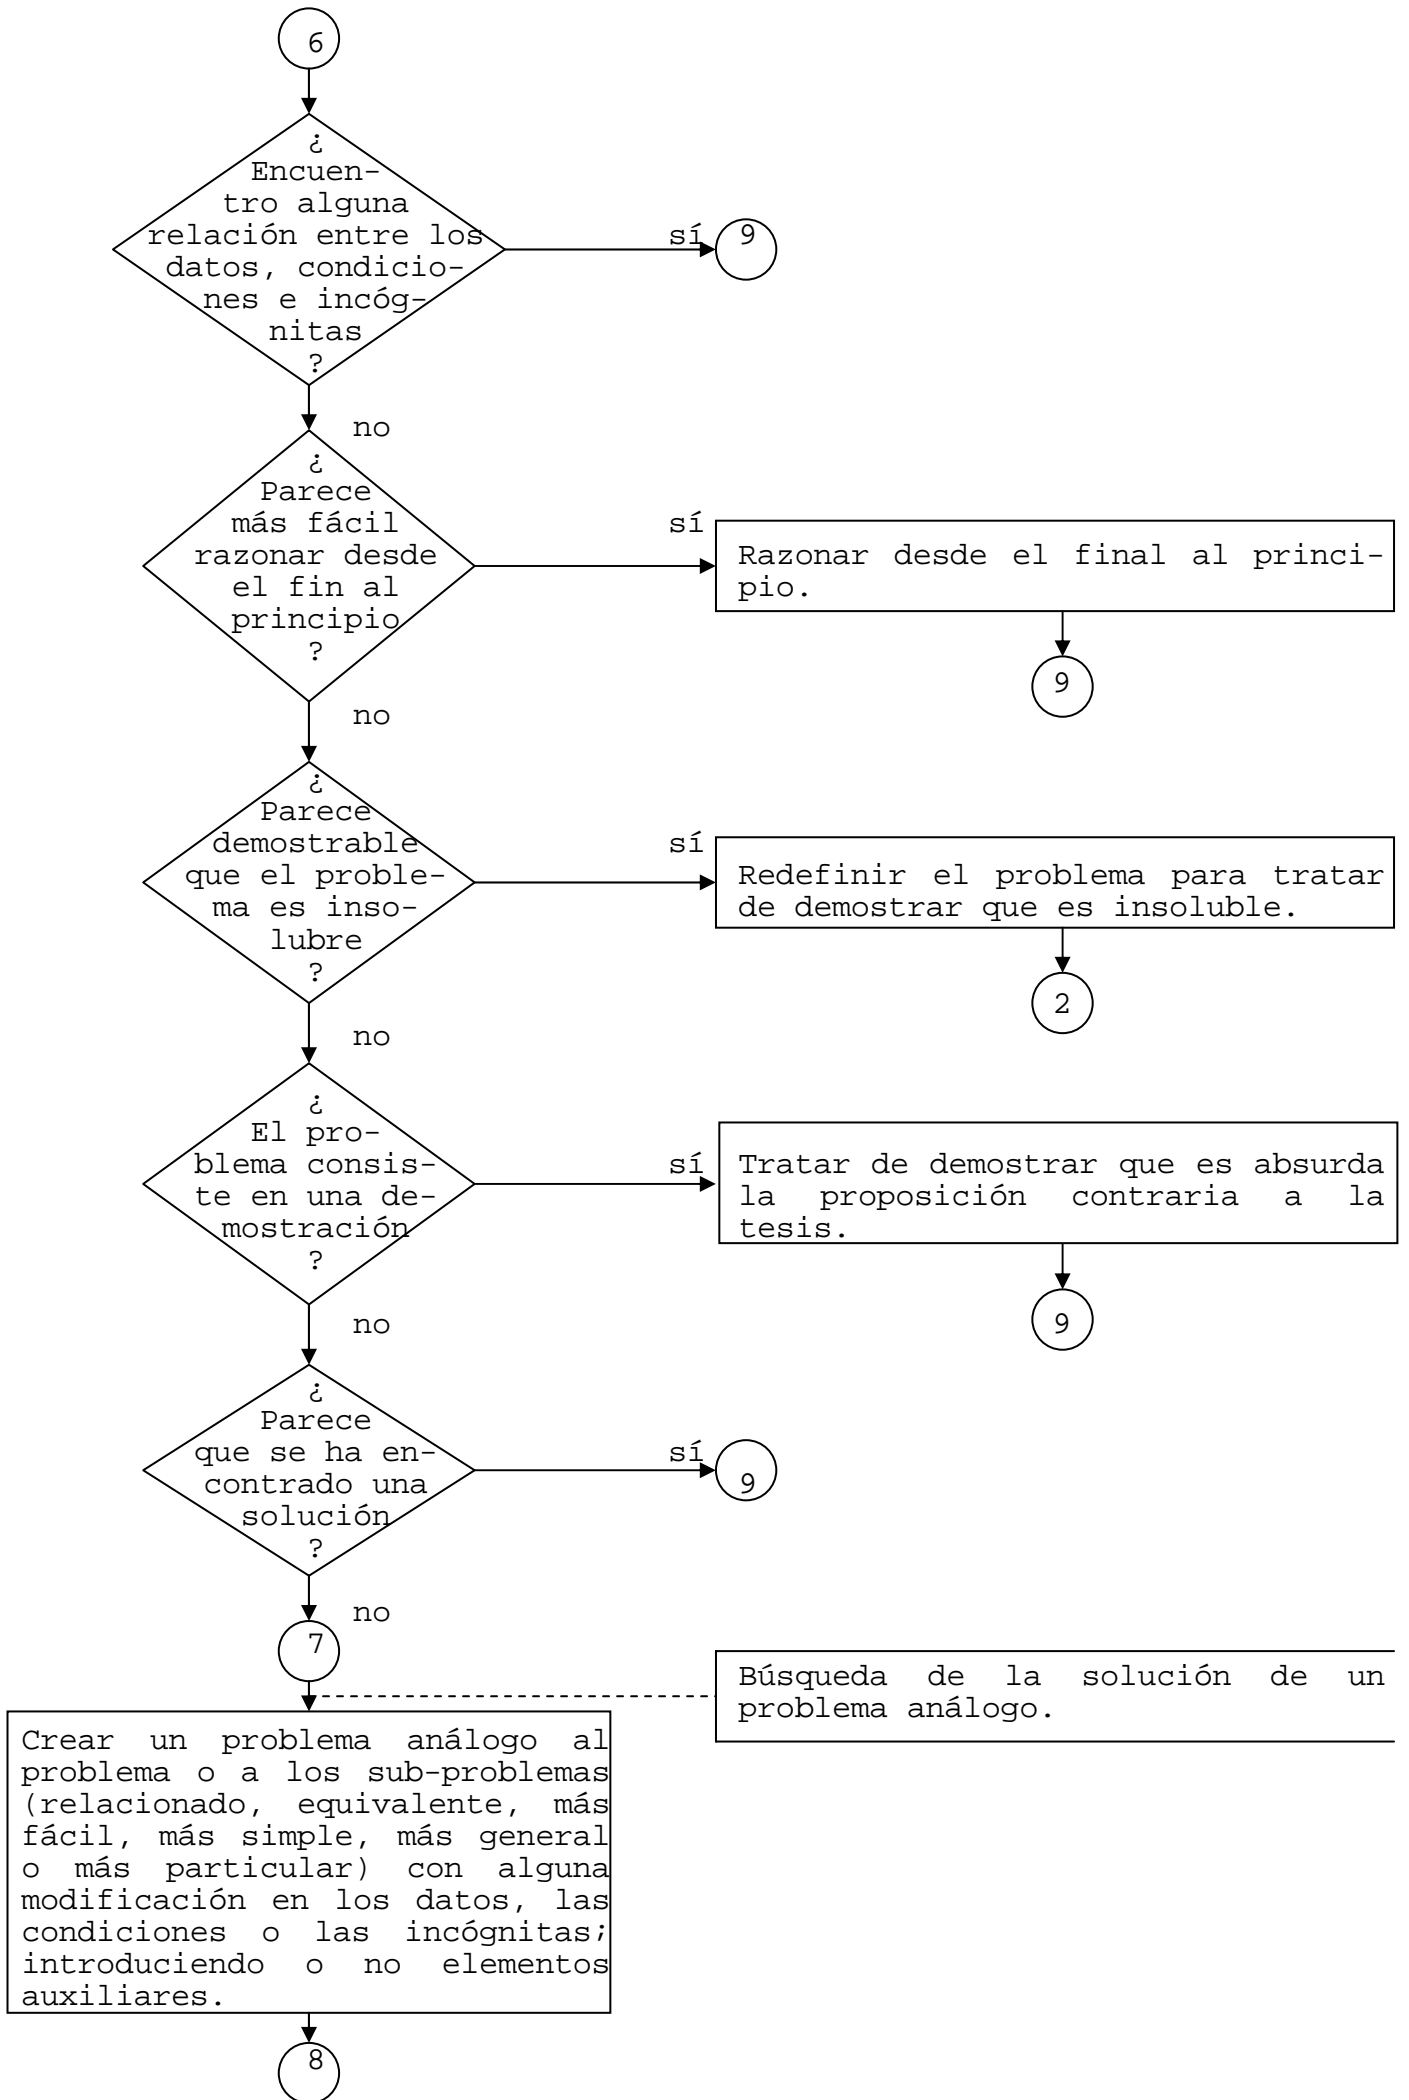 6
¿
Encuen-
tro alguna
relación entre los
datos, condicio-
nes e incóg-
nitas
?
sí
9
no
¿
Parece
más fácil
razonar desde
el fin al
principio
?
sí
Razonar desde el final al princi-
pio.
9
no
¿
Parece
demostrable
que el proble-
ma es inso-
lubre
?
sí
Redefinir el problema para tratar
de demostrar que es insoluble.
2
no
¿
El pro-
blema consis-
te en una de-
mostración
?
sí
Tratar de demostrar que es absurda
la proposición contraria a la
tesis.
9
no
¿
Parece
que se ha en-
contrado una
solución
?
sí
9
no
7
Búsqueda de la solución de un
problema análogo.
Crear un problema análogo al
problema o a los sub-problemas
(relacionado, equivalente, más
fácil, más simple, más general
o más particular) con alguna
modificación en los datos, las
condiciones o las incógnitas;
introduciendo o no elementos
auxiliares.
8